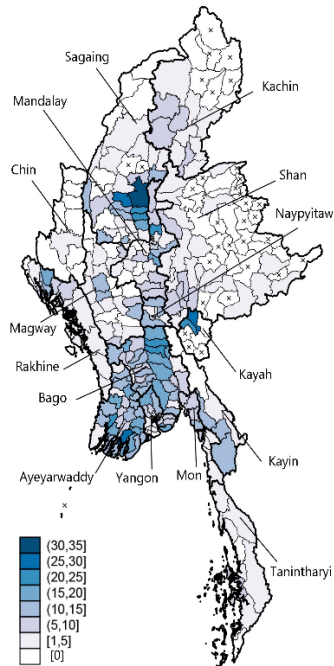 Sagaing
Kachin
Mandalay
Shan
Chin
Naypyitaw
Magway
Rakhine
Kayah
Bago
Ayeyarwaddy
Yangon
Mon
Kayin
Tanintharyi
(30,35]
(25,30]
(20,25]
(15,20]
(10,15]
(5,10]
[1,5]
[0]